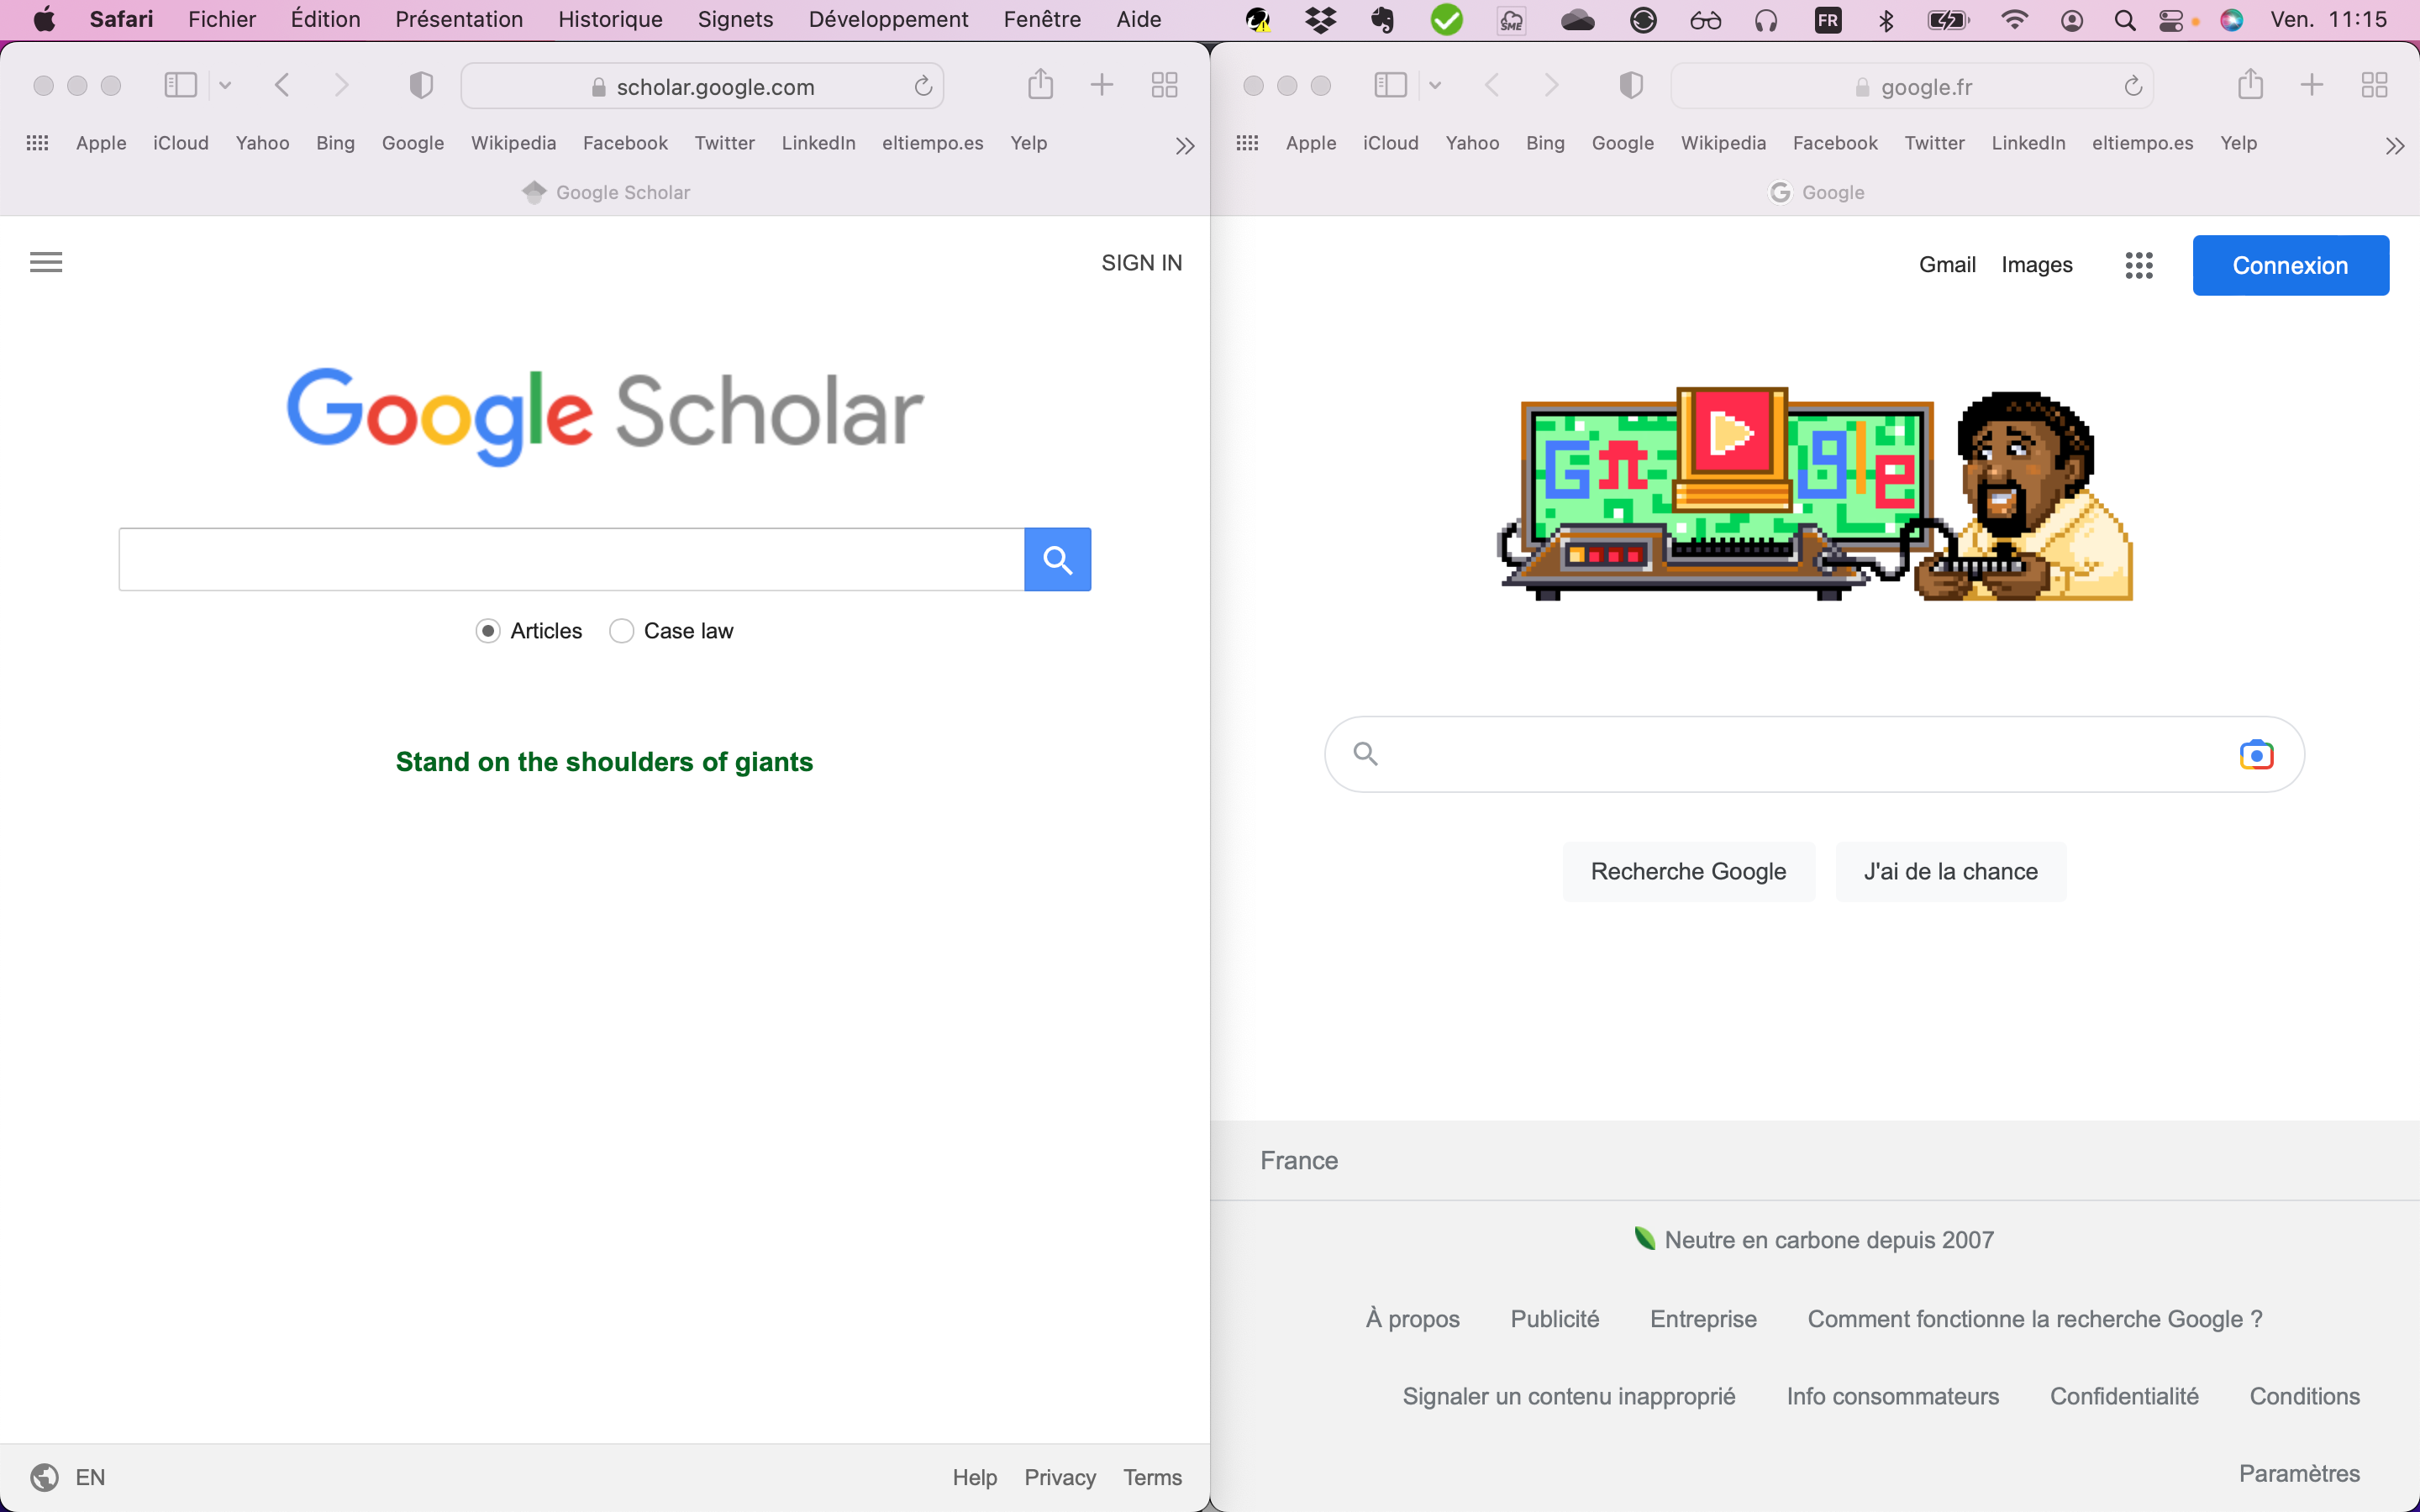 Safari Fichier Édition Présentation Historique Signets Développement Fenêtre Aide SME FR Ven. 11:15
scholar.google.com
Apple iCloud Yahoo Bing Google Wikipedia Facebook Twitter LinkedIn eltiempo.es Yelp
Google Scholar
SIGN IN
Google Scholar
Articles Case law
Stand on the shoulders of giants
EN Help Privacy Terms
google.fr
Apple iCloud Yahoo Bing Google Wikipedia Facebook Twitter LinkedIn eltiempo.es Yelp
Google
Gmail Images Connexion
G gle
Recherche Google J'ai de la chance
France
Neutre en carbone depuis 2007
À propos Publicité Entreprise Comment fonctionne la recherche Google ?
Signaler un contenu inapproprié Info consommateurs Confidentialité Conditions
Paramètres